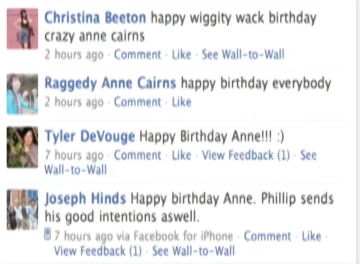 Christina Beeton happy wiggity wack birthday
crazy anne cairns
2 hours ago · Comment · Like · See Wall-to-Wall
Raggedy Anne Cairns happy birthday everybody
2 hours ago · Comment · Like
Tyler DeVouge Happy Birthday Anne!!! :)
7 hours ago · Comment · Like · View Feedback (1) · See
Wall-to-Wall
Joseph Hinds Happy birthday Anne. Phillip sends
his good intentions aswell.
7 hours ago via Facebook for iPhone · Comment · Like ·
View Feedback (1) · See Wall-to-Wall